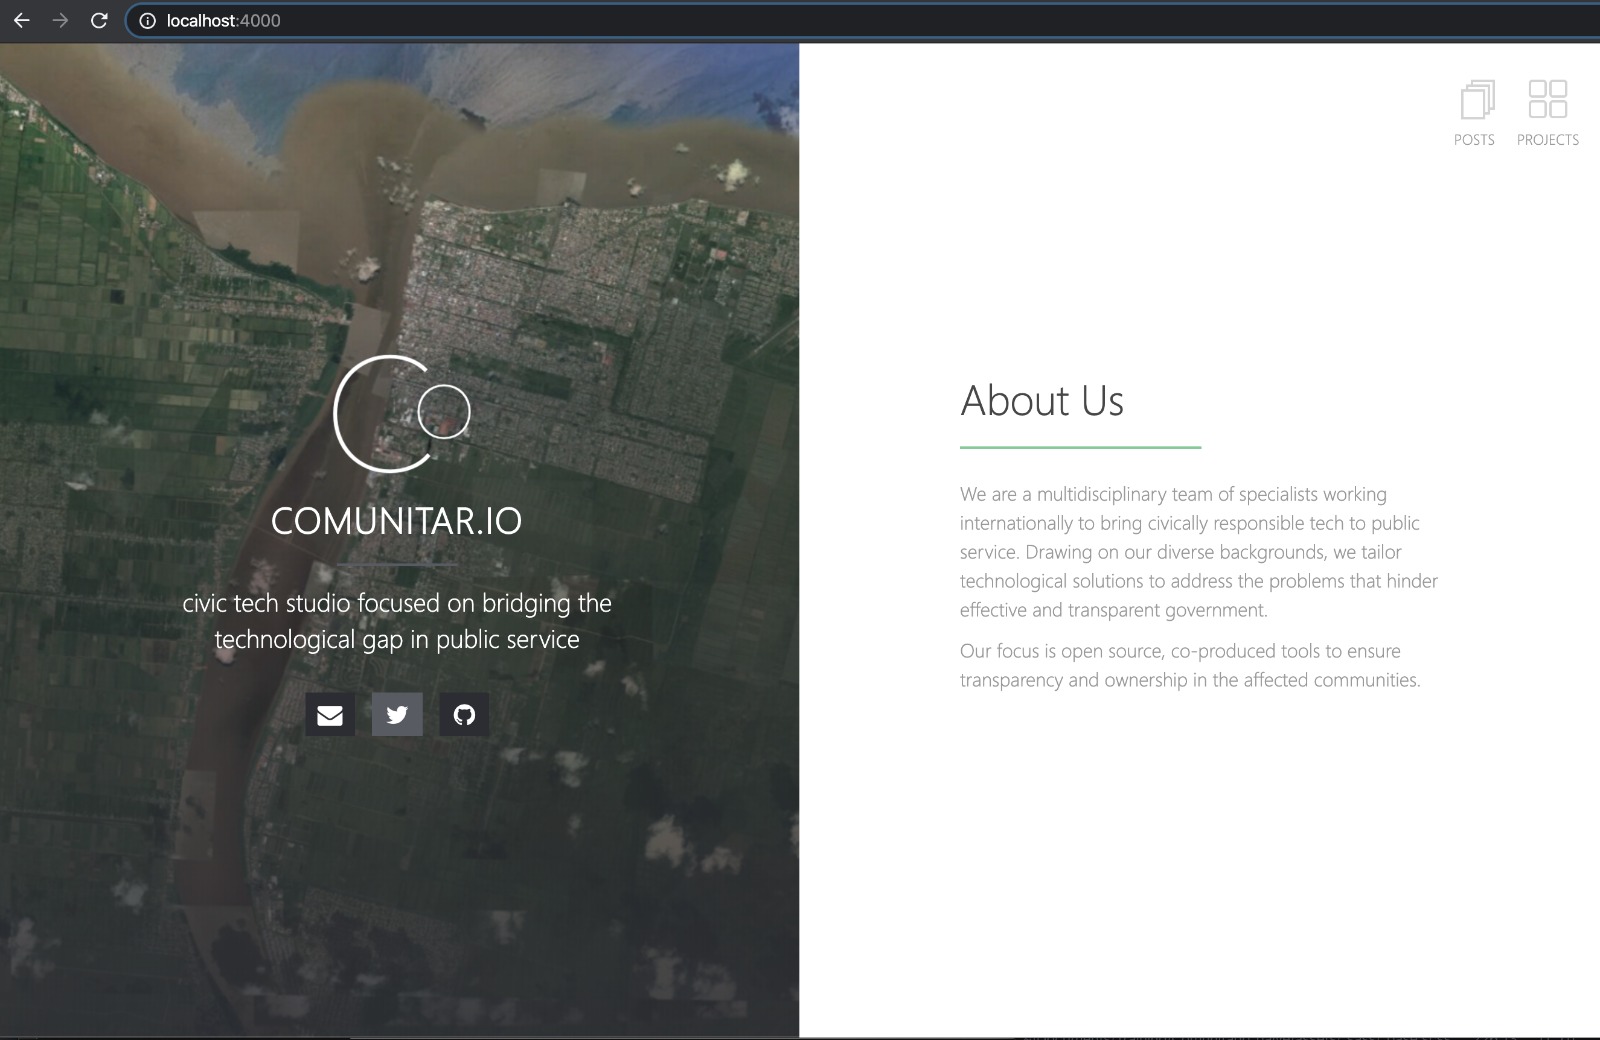 localhost:4000
POSTS PROJECTS
COMUNITAR.IO
civic tech studio focused on bridging the
technological gap in public service
About Us
We are a multidisciplinary team of specialists working
internationally to bring civically responsible tech to public
service. Drawing on our diverse backgrounds, we tailor
technological solutions to address the problems that hinder
effective and transparent government.
Our focus is open source, co-produced tools to ensure
transparency and ownership in the affected communities.